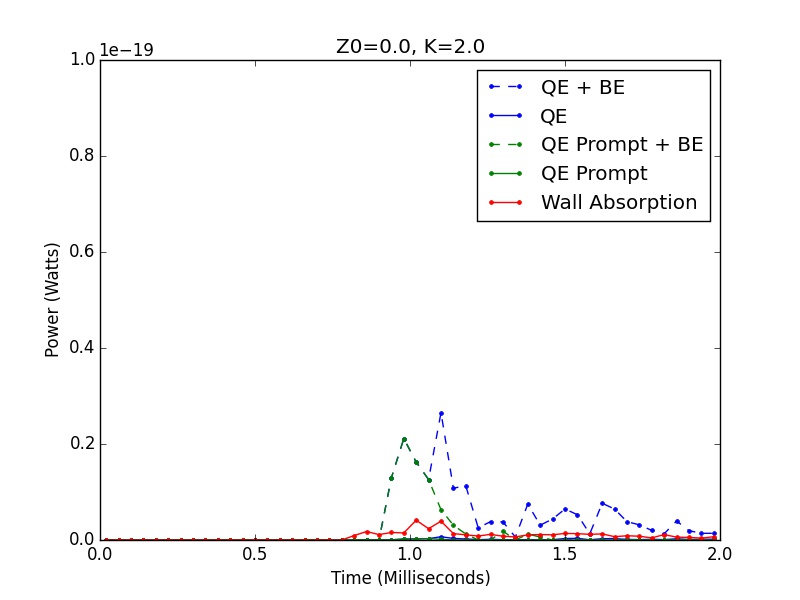 Z0=0.0, K=2.0
1e−19
1.0
0.8
0.6
0.4
0.2
0.0
Power (Watts)
QE + BE
QE
QE Prompt + BE
QE Prompt
Wall Absorption
0.0 0.5 1.0 1.5 2.0
Time (Milliseconds)